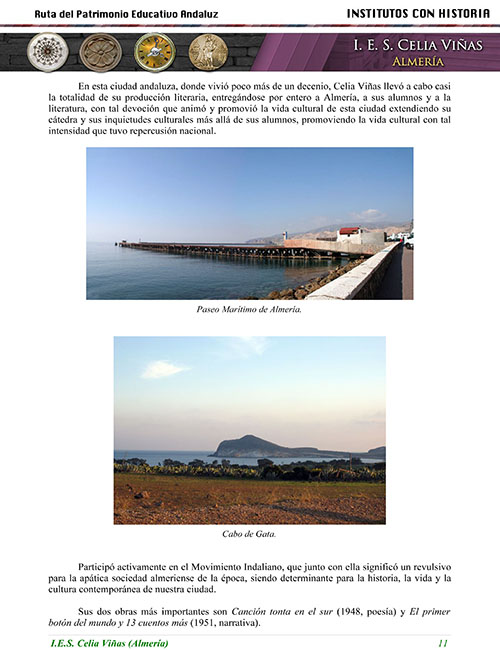 Ruta del Patrimonio Educativo Andaluz
INSTITUTOS CON HISTORIA
I. E. S. CELIA VIÑAS
ALMERÍA
En esta ciudad andaluza, donde vivió poco más de un decenio, Celia Viñas llevó a cabo casi
la totalidad de su producción literaria, entregándose por entero a Almería, a sus alumnos y a la
literatura, con tal devoción que animó y promovió la vida cultural de esta ciudad extendiendo su
cátedra y sus inquietudes culturales más allá de sus alumnos, promoviendo la vida cultural con tal
intensidad que tuvo repercusión nacional.
Paseo Marítimo de Almería.
Cabo de Gata.
Participó activamente en el Movimiento Indaliano, que junto con ella significó un revulsivo
para la apática sociedad almeriense de la época, siendo determinante para la historia, la vida y la
cultura contemporánea de nuestra ciudad.
Sus dos obras más importantes son Canción tonta en el sur (1948, poesía) y El primer
botón del mundo y 13 cuentos más (1951, narrativa).
I.E.S. Celia Viñas (Almería)
11